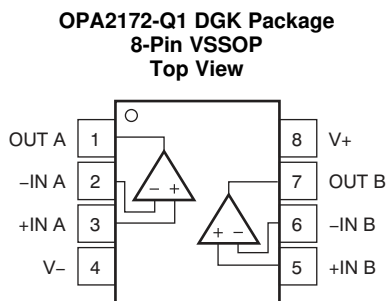 OPA2172-Q1 DGK Package
8-Pin VSSOP
Top View
OUT A 1 8 V+
−IN A 2 7 OUT B
− +
+IN A 3 6 −IN B
+ −
V− 4 5 +IN B